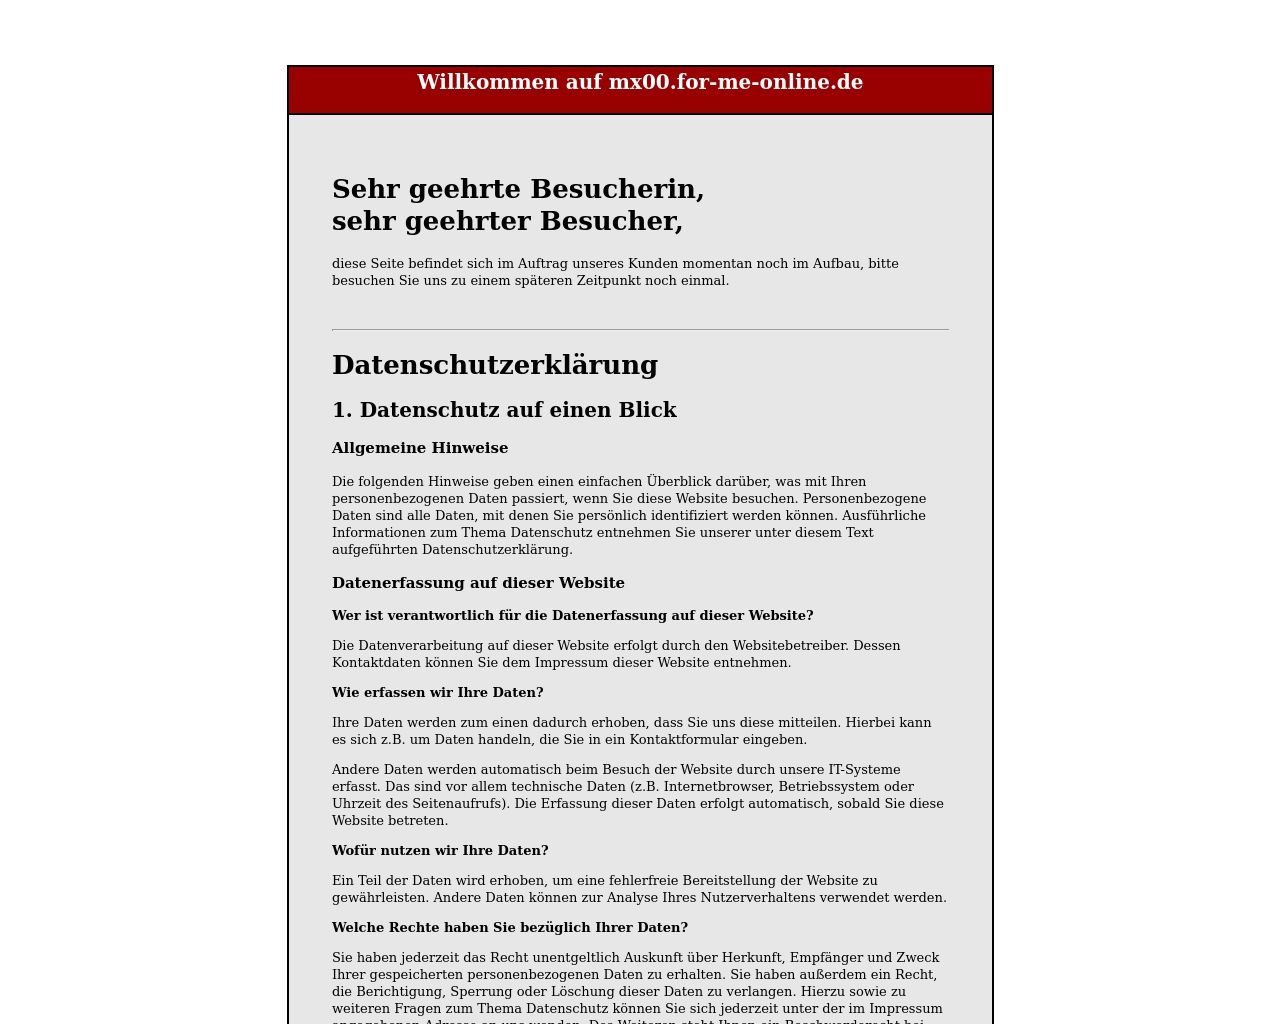 Willkommen auf mx00.for-me-online.de
Sehr geehrte Besucherin,
sehr geehrter Besucher,
diese Seite befindet sich im Auftrag unseres Kunden momentan noch im Aufbau, bitte
besuchen Sie uns zu einem späteren Zeitpunkt noch einmal.
Datenschutzerklärung
1. Datenschutz auf einen Blick
Allgemeine Hinweise
Die folgenden Hinweise geben einen einfachen Überblick darüber, was mit Ihren
personenbezogenen Daten passiert, wenn Sie diese Website besuchen. Personenbezogene
Daten sind alle Daten, mit denen Sie persönlich identifiziert werden können. Ausführliche
Informationen zum Thema Datenschutz entnehmen Sie unserer unter diesem Text
aufgeführten Datenschutzerklärung.
Datenerfassung auf dieser Website
Wer ist verantwortlich für die Datenerfassung auf dieser Website?
Die Datenverarbeitung auf dieser Website erfolgt durch den Websitebetreiber. Dessen
Kontaktdaten können Sie dem Impressum dieser Website entnehmen.
Wie erfassen wir Ihre Daten?
Ihre Daten werden zum einen dadurch erhoben, dass Sie uns diese mitteilen. Hierbei kann
es sich z.B. um Daten handeln, die Sie in ein Kontaktformular eingeben.
Andere Daten werden automatisch beim Besuch der Website durch unsere IT-Systeme
erfasst. Das sind vor allem technische Daten (z.B. Internetbrowser, Betriebssystem oder
Uhrzeit des Seitenaufrufs). Die Erfassung dieser Daten erfolgt automatisch, sobald Sie diese
Website betreten.
Wofür nutzen wir Ihre Daten?
Ein Teil der Daten wird erhoben, um eine fehlerfreie Bereitstellung der Website zu
gewährleisten. Andere Daten können zur Analyse Ihres Nutzerverhaltens verwendet werden.
Welche Rechte haben Sie bezüglich Ihrer Daten?
Sie haben jederzeit das Recht unentgeltlich Auskunft über Herkunft, Empfänger und Zweck
Ihrer gespeicherten personenbezogenen Daten zu erhalten. Sie haben außerdem ein Recht,
die Berichtigung, Sperrung oder Löschung dieser Daten zu verlangen. Hierzu sowie zu
weiteren Fragen zum Thema Datenschutz können Sie sich jederzeit unter der im Impressum